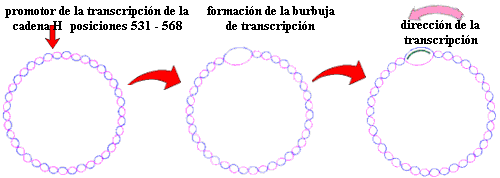 promotor de la transcripción de la
cadena H posiciones 531 - 568
formación de la burbuja
de transcripción
dirección de la
transcripción